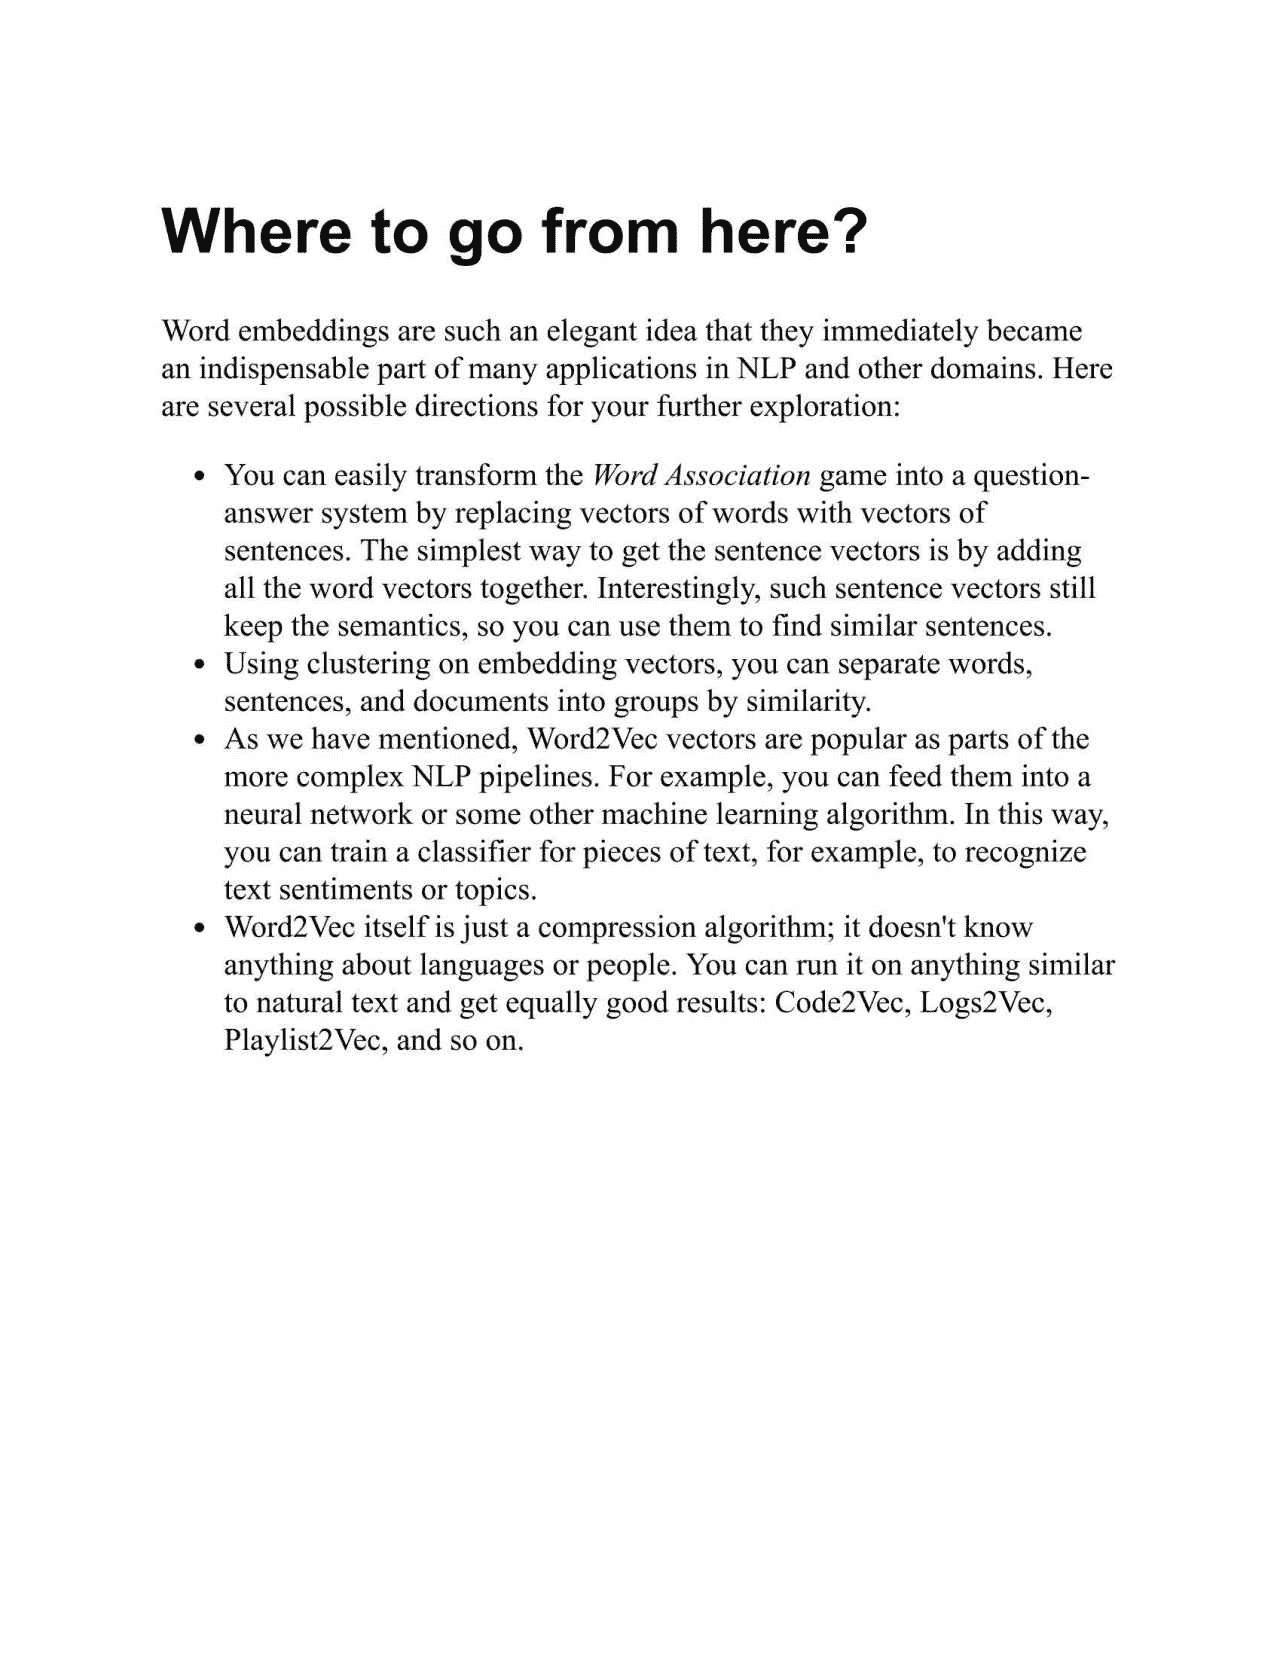 Where to go from here?
Word embeddings are such an elegant idea that they immediately became
an indispensable part of many applications in NLP and other domains. Here
are several possible directions for your further exploration:
• You can easily transform the Word Association game into a question-
answer system by replacing vectors of words with vectors of
sentences. The simplest way to get the sentence vectors is by adding
all the word vectors together. Interestingly, such sentence vectors still
keep the semantics, so you can use them to find similar sentences.
• Using clustering on embedding vectors, you can separate words,
sentences, and documents into groups by similarity.
• As we have mentioned, Word2Vec vectors are popular as parts of the
more complex NLP pipelines. For example, you can feed them into a
neural network or some other machine learning algorithm. In this way,
you can train a classifier for pieces of text, for example, to recognize
text sentiments or topics.
• Word2Vec itself is just a compression algorithm; it doesn't know
anything about languages or people. You can run it on anything similar
to natural text and get equally good results: Code2Vec, Logs2Vec,
Playlist2Vec, and so on.